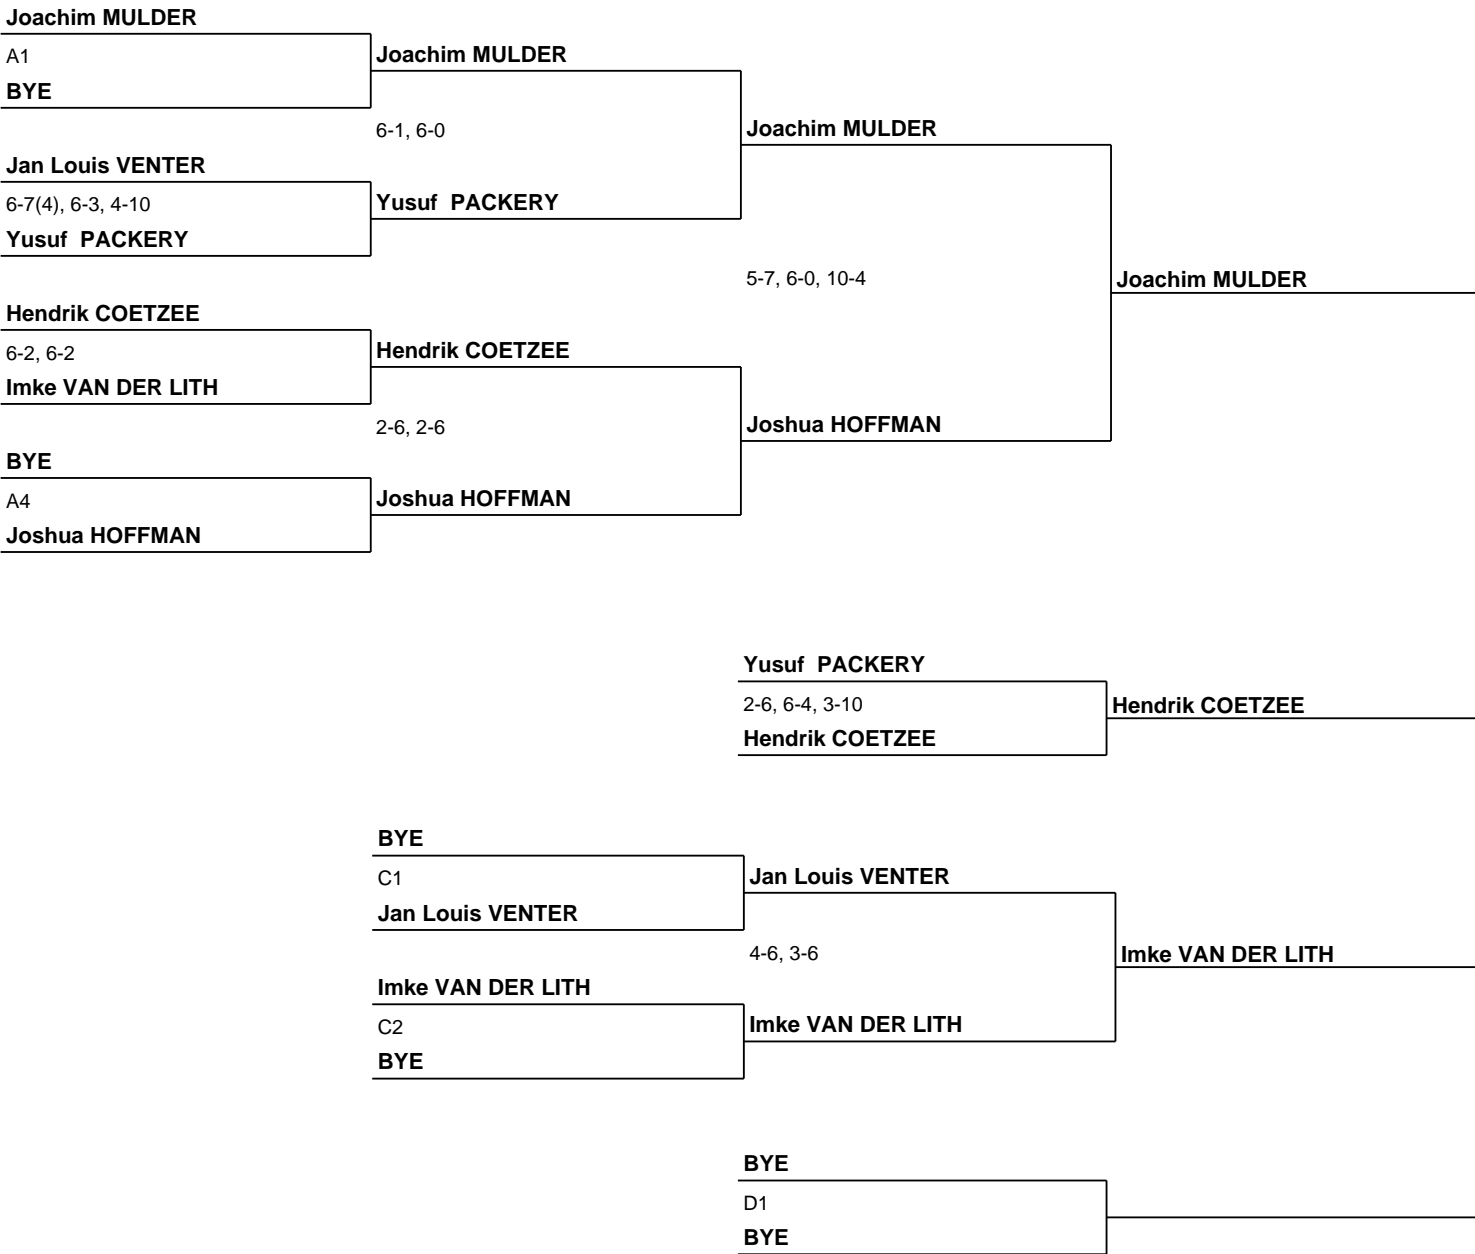 Joachim MULDER
A1
Joachim MULDER
BYE
6-1, 6-0
Joachim MULDER
Jan Louis VENTER
6-7(4), 6-3, 4-10
Yusuf  PACKERY
Yusuf  PACKERY
5-7, 6-0, 10-4
Joachim MULDER
Hendrik COETZEE
6-2, 6-2
Hendrik COETZEE
Imke VAN DER LITH
2-6, 2-6
Joshua HOFFMAN
BYE
A4
Joshua HOFFMAN
Joshua HOFFMAN
Yusuf  PACKERY
2-6, 6-4, 3-10
Hendrik COETZEE
Hendrik COETZEE
BYE
C1
Jan Louis VENTER
Jan Louis VENTER
4-6, 3-6
Imke VAN DER LITH
Imke VAN DER LITH
C2
Imke VAN DER LITH
BYE
BYE
D1
BYE